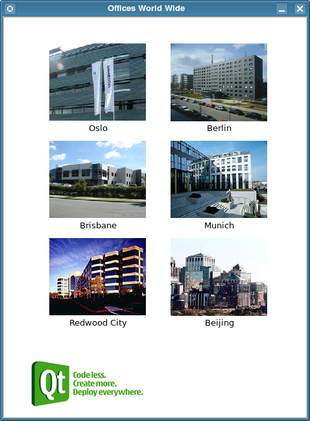 Offices World Wide
Oslo
Berlin
Brisbane
Munich
Redwood City
Beijing
Qt
Code less.
Create more.
Deploy everywhere.